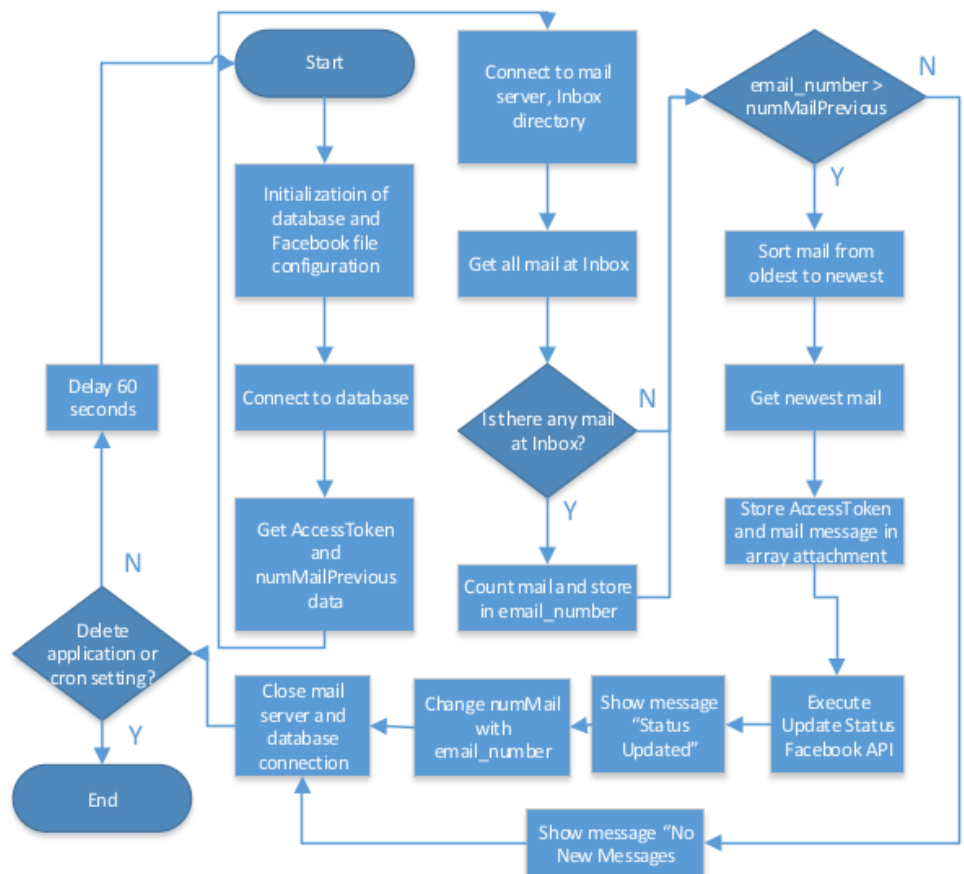 Start
Initializatioin of
database and
Facebook file
configuration
Connect to database
Get AccessToken
and
numMailPrevious
data
Connect to mail
server, Inbox
directory
Get all mail at Inbox
Is there any mail
at Inbox?
N
Y
Count mail and store
in email_number
email_number >
numMailPrevious
N
Y
Sort mail from
oldest to newest
Get newest mail
Store AccessToken
and mail message in
array attachment
Execute
Update Status
Facebook API
Show message
“Status
Updated”
Change numMail
with
email_number
Close mail
server and
database
connection
Show message “No
New Messages
Delete
application or
cron setting?
N
Y
Delay 60
seconds
End